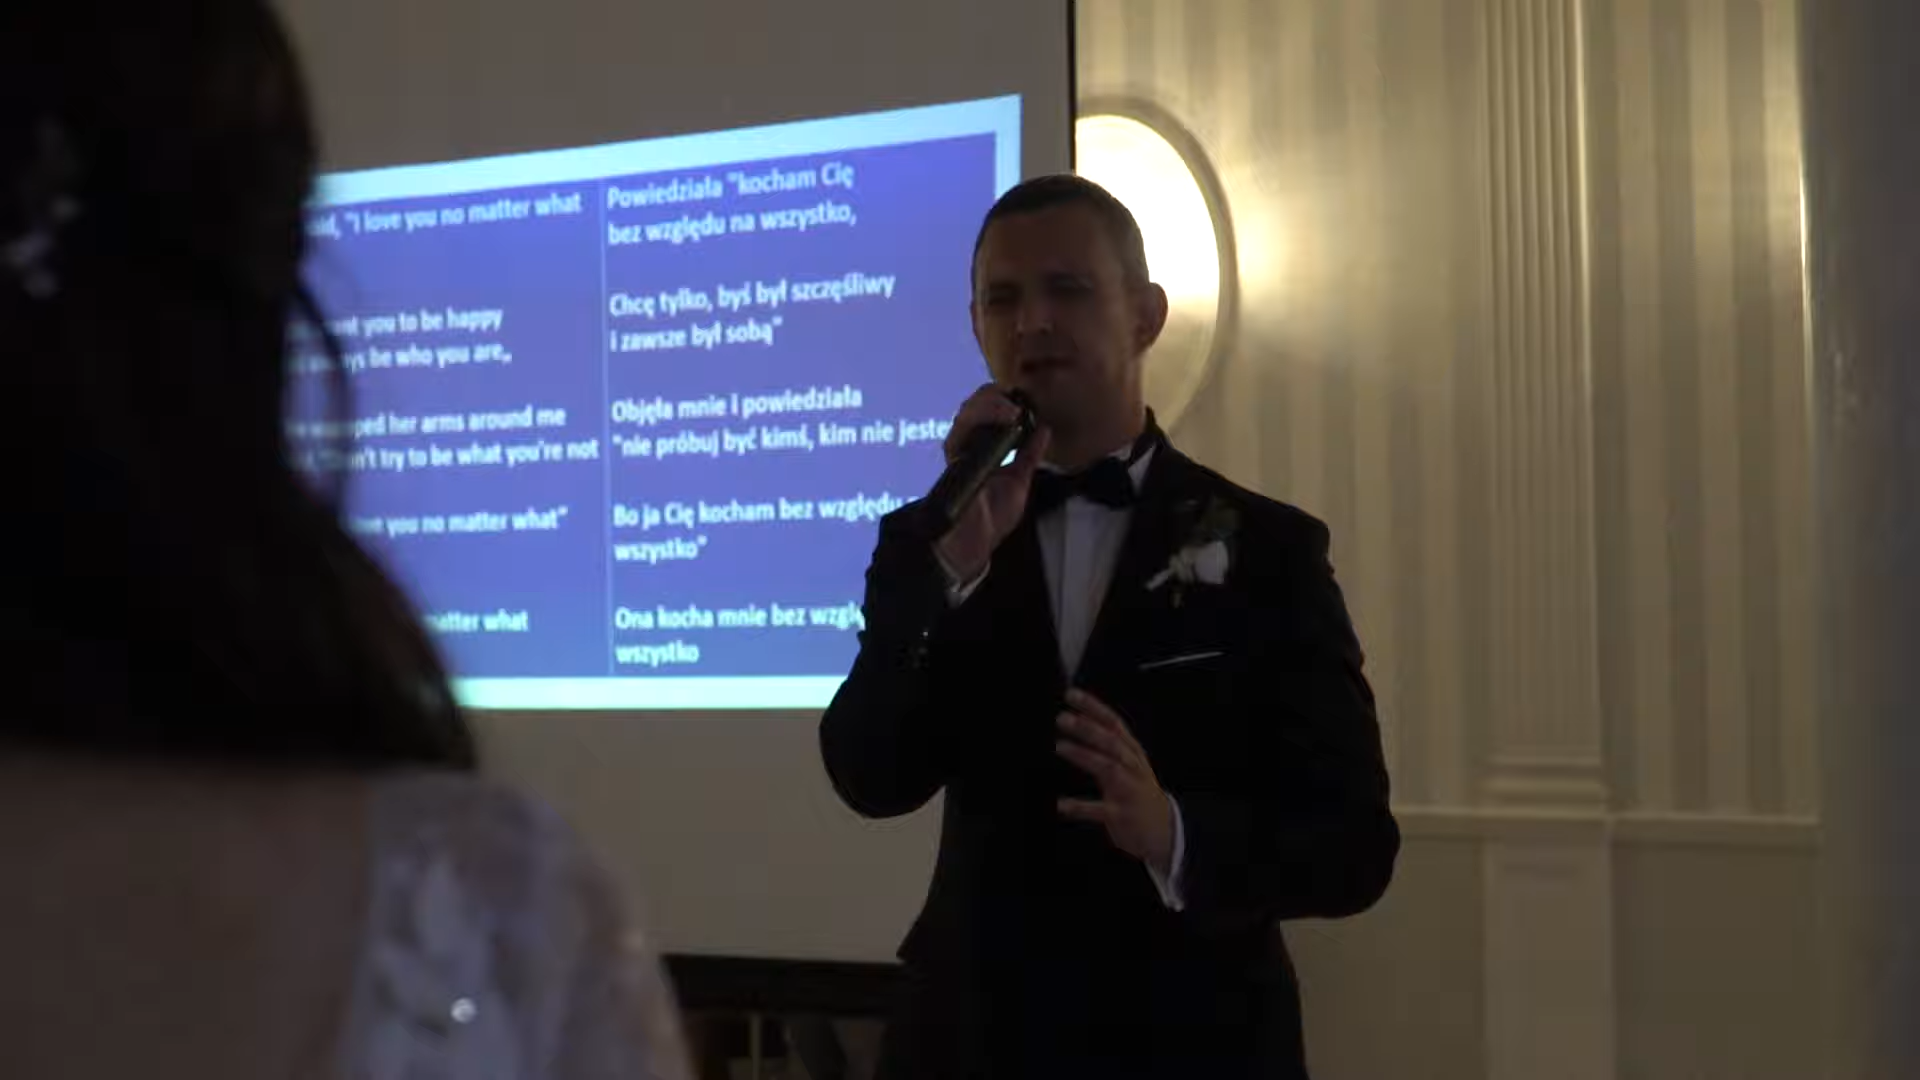 "I love you no matter what
you to be happy
be who you are,,
her arms around me
try to be what you're not
you no matter what"
matter what
Powiedziała "kocham Cię
bez względu na wszystko,
Chcę tylko, byś był szczęśliwy
i zawsze był sobą"
Objęła mnie i powiedziała
"nie próbuj być kimś, kim nie
Bo ja Cię kocham bez względu
wszystko"
Ona kocha mnie bez
wszystko